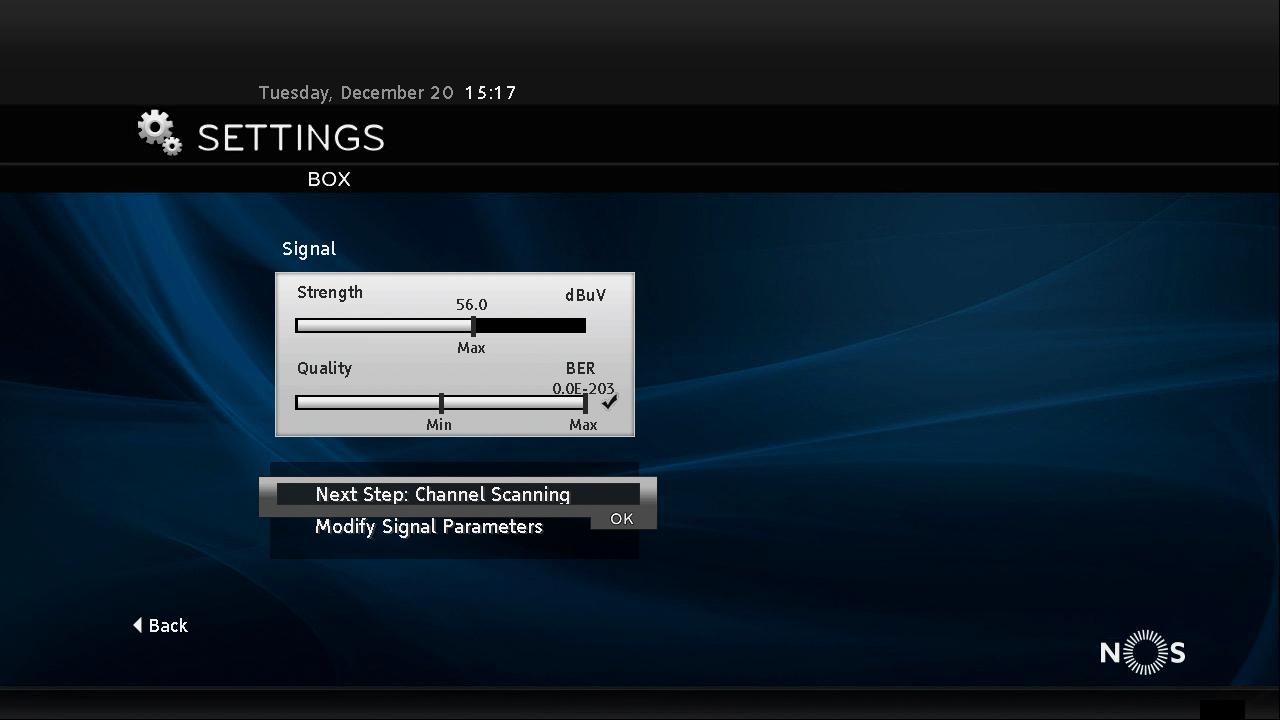 Tuesday, December 20 15:17
SETTINGS
BOX
Signal
Strength
56.0
dBuV
Max
Quality
BER
0.0E-203
Min
Max
Next Step: Channel Scanning
OK
Modify Signal Parameters
Back
NOS